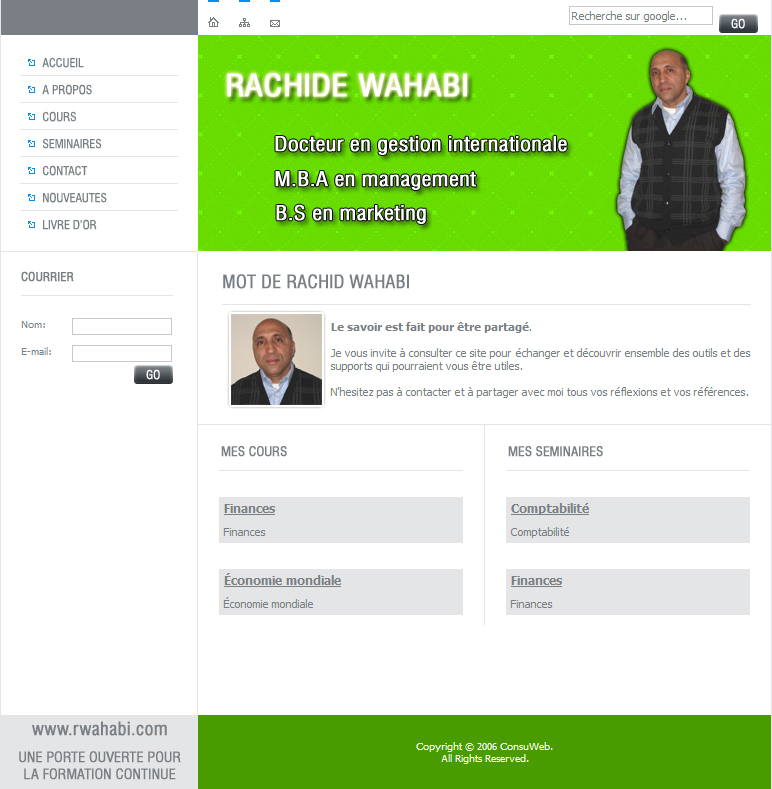 Recherche sur google...
GO
ACCUEIL
A PROPOS
COURS
SEMINAIRES
CONTACT
NOUVEAUTES
LIVRE D'OR
RACHIDE WAHABI
Docteur en gestion internationale
M.B.A en management
B.S en marketing
COURRIER
Nom:
E-mail:
GO
MOT DE RACHID WAHABI
Le savoir est fait pour être partagé.
Je vous invite à consulter ce site pour échanger et découvrir ensemble des outils et des
supports qui pourraient vous être utiles.
N'hesitez pas à contacter et à partager avec moi tous vos réflexions et vos références.
MES COURS
Finances
Finances
Économie mondiale
Économie mondiale
MES SEMINAIRES
Comptabilité
Comptabilité
Finances
Finances
www.rwahabi.com
UNE PORTE OUVERTE POUR
LA FORMATION CONTINUE
Copyright © 2006 ConsuWeb.
All Rights Reserved.